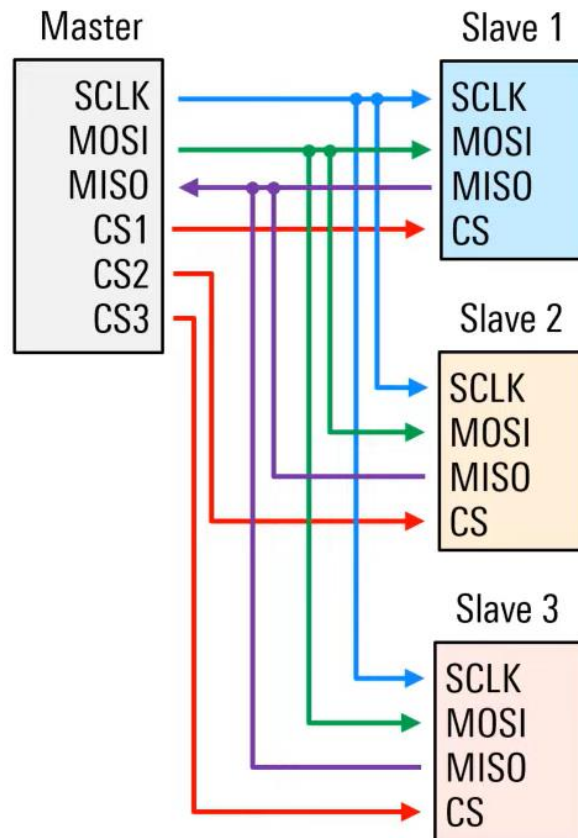 Master
SCLK
MOSI
MISO
CS1
CS2
CS3
Slave 1
SCLK
MOSI
MISO
CS
Slave 2
SCLK
MOSI
MISO
CS
Slave 3
SCLK
MOSI
MISO
CS